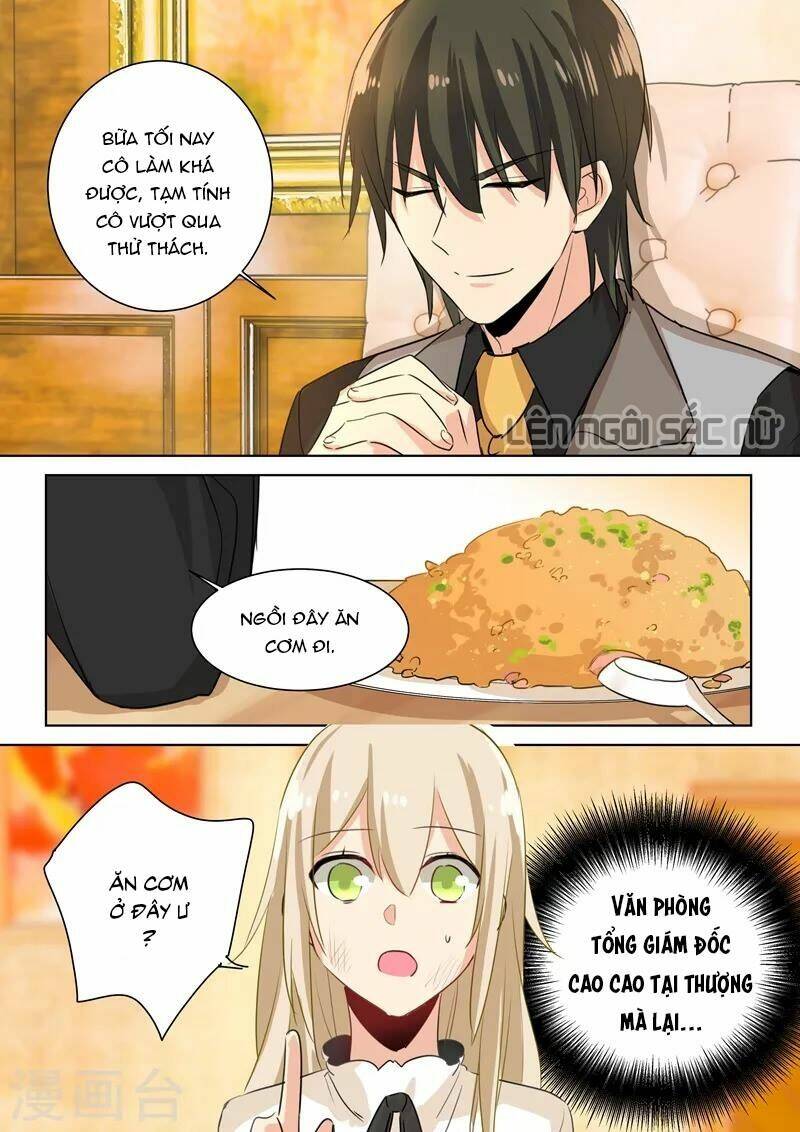 BỮA TỐI NAY
CÔ LÀM KHÁ
ĐƯỢC, TẠM TÍNH
CÔ VƯỢT QUA
THỬ THÁCH.
LÊN NGÔI SẮC NỮ
NGỒI ĐÂY ĂN
CƠM ĐI.
ĂN CƠM
Ở ĐÂY Ư
?
VĂN PHÒNG
TỔNG GIÁM ĐỐC
CAO CAO TẠI THƯỢNG
MÀ LẠI...
漫画台